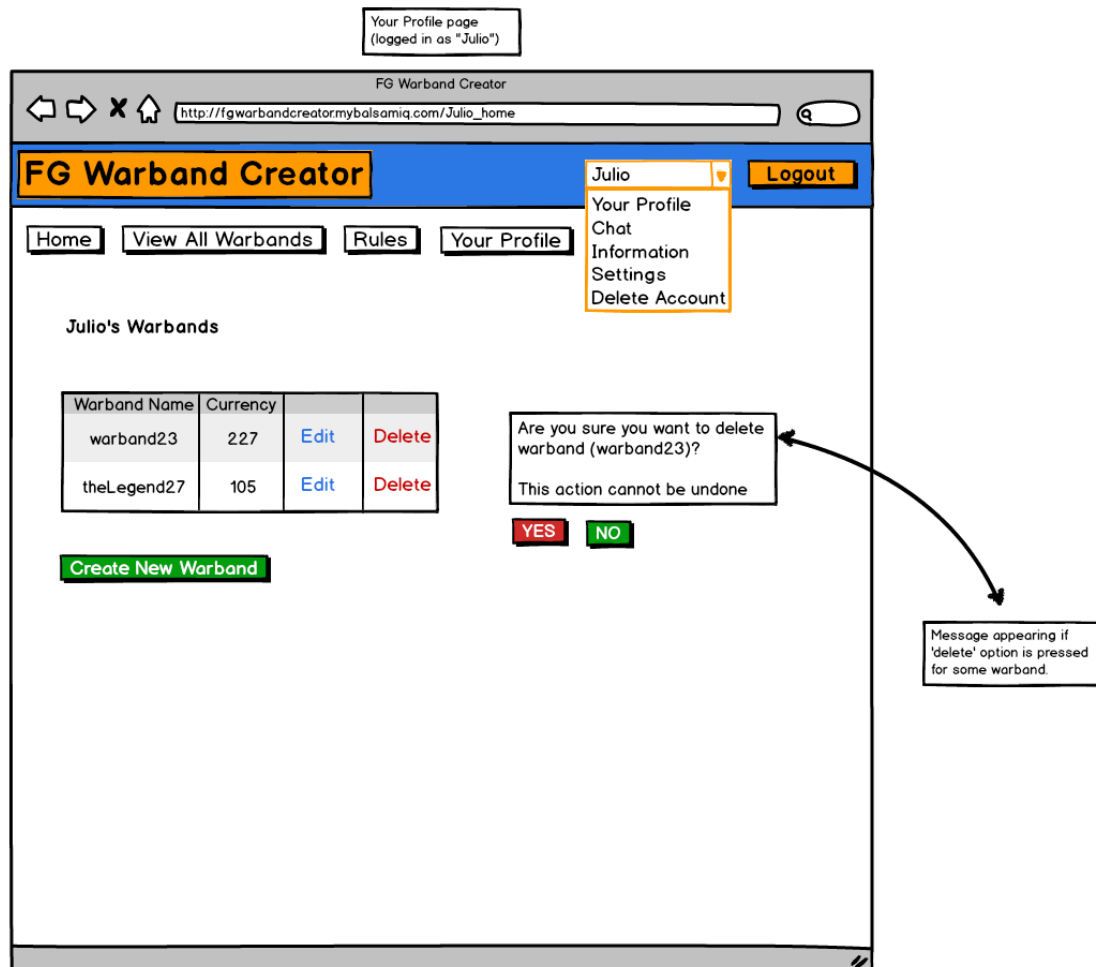 Your Profile page
(logged in as "Julio")
FG Warband Creator
http://fgwarbandcreator.mybalsamiq.com/Julio_home
FG Warband Creator
Julio
Logout
Your Profile
Chat
Information
Settings
Delete Account
Home
View All Warbands
Rules
Your Profile
Julio's Warbands
Warband Name Currency
warband23 227 Edit Delete
theLegend27 105 Edit Delete
Create New Warband
Are you sure you want to delete
warband (warband23)?
This action cannot be undone
YES NO
Message appearing if
'delete' option is pressed
for some warband.